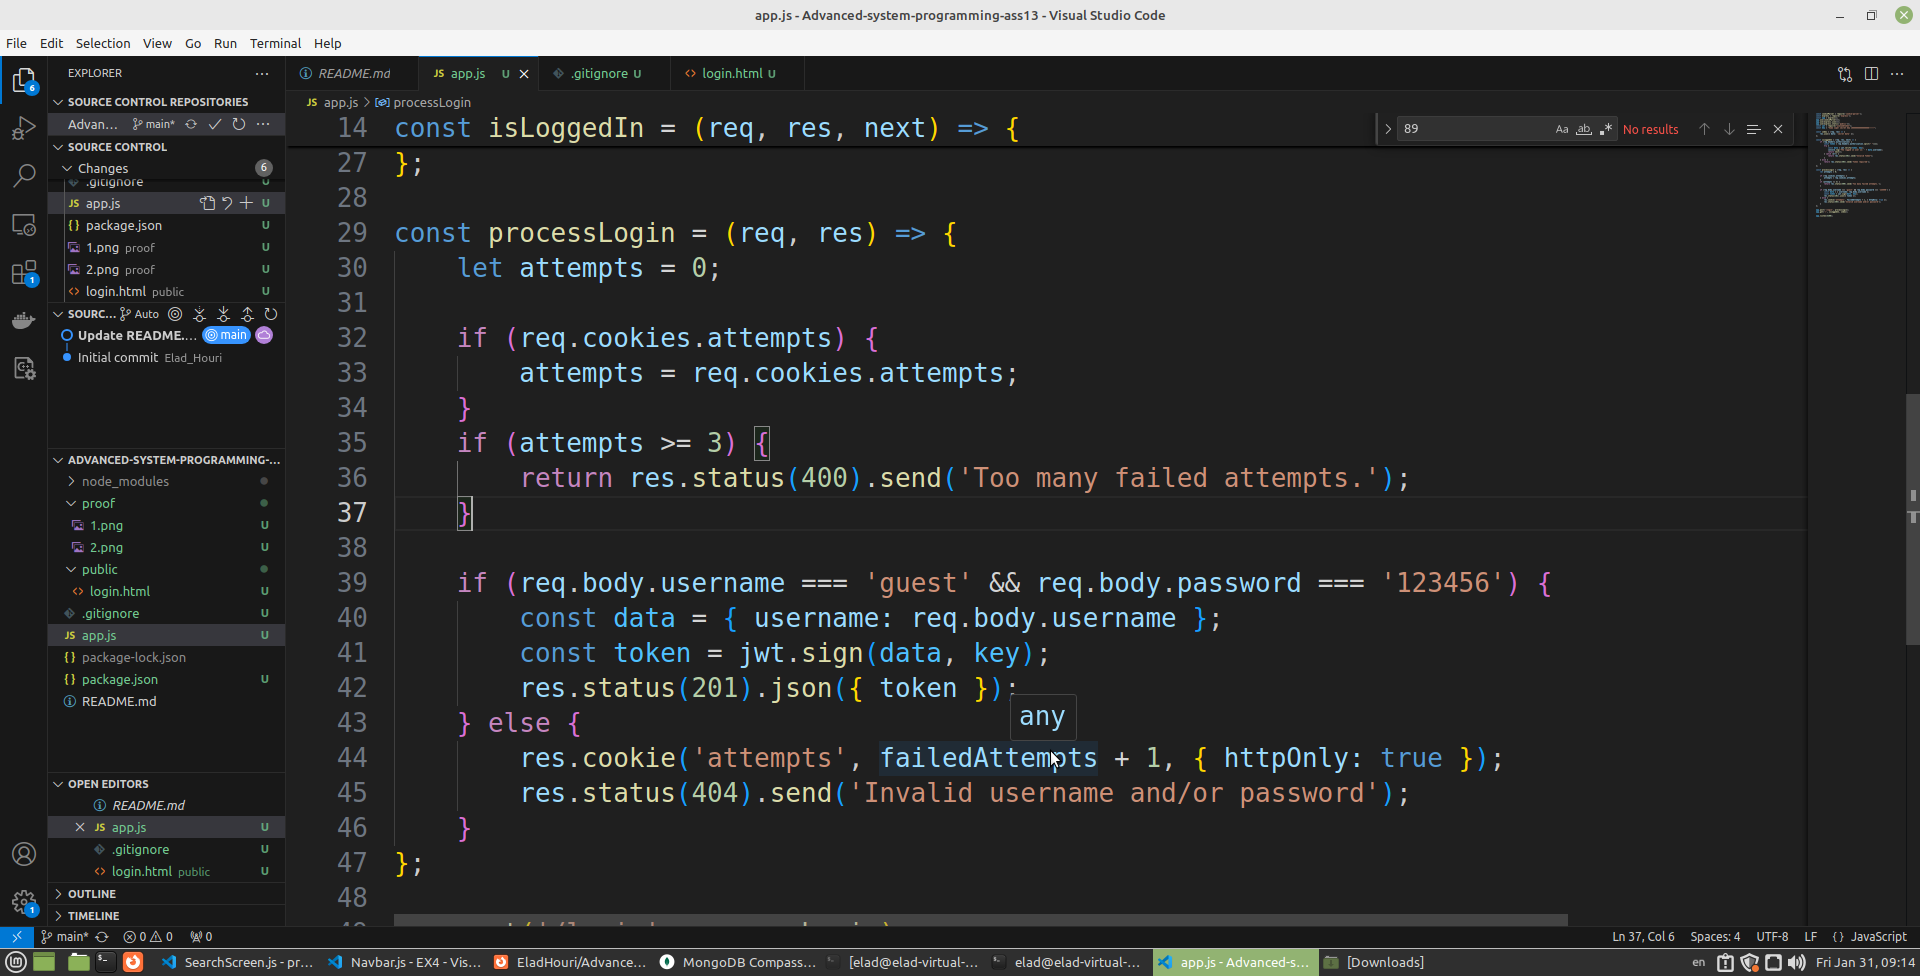 app.js - Advanced-system-programming-ass13 - Visual Studio Code
File Edit Selection View Go Run Terminal Help
EXPLORER
README.md
JS app.js U
.gitignore U
login.html U
SOURCE CONTROL REPOSITORIES
Advan... main*
SOURCE CONTROL
Changes 6
.gitignore U
JS app.js U
package.json U
1.png proof U
2.png proof U
login.html public U
SOURC... Auto
Update README.... main
Initial commit Elad_Houri
ADVANCED-SYSTEM-PROGRAMMING-...
node_modules
proof
1.png U
2.png U
public
login.html U
.gitignore U
JS app.js U
package-lock.json
package.json U
README.md
OPEN EDITORS
README.md
JS app.js U
.gitignore U
login.html public U
OUTLINE
TIMELINE
6
1
1
JS app.js > processLogin
89 Aa ab .* No results
14 const isLoggedIn = (req, res, next) => {
27 };
28
29 const processLogin = (req, res) => {
30 let attempts = 0;
31
32 if (req.cookies.attempts) {
33 attempts = req.cookies.attempts;
34 }
35 if (attempts >= 3) {
36 return res.status(400).send('Too many failed attempts.');
37 }
38
39 if (req.body.username === 'guest' && req.body.password === '123456') {
40 const data = { username: req.body.username };
41 const token = jwt.sign(data, key);
42 res.status(201).json({ token });
any
43 } else {
44 res.cookie('attempts', failedAttempts + 1, { httpOnly: true });
45 res.status(404).send('Invalid username and/or password');
46 }
47 };
48
main* 0 0 0
Ln 37, Col 6 Spaces: 4 UTF-8 LF {} JavaScript
SearchScreen.js - pr... Navbar.js - EX4 - Vis... EladHouri/Advance... MongoDB Compass... [elad@elad-virtual-... elad@elad-virtual-... app.js - Advanced-s... [Downloads] en Fri Jan 31, 09:14